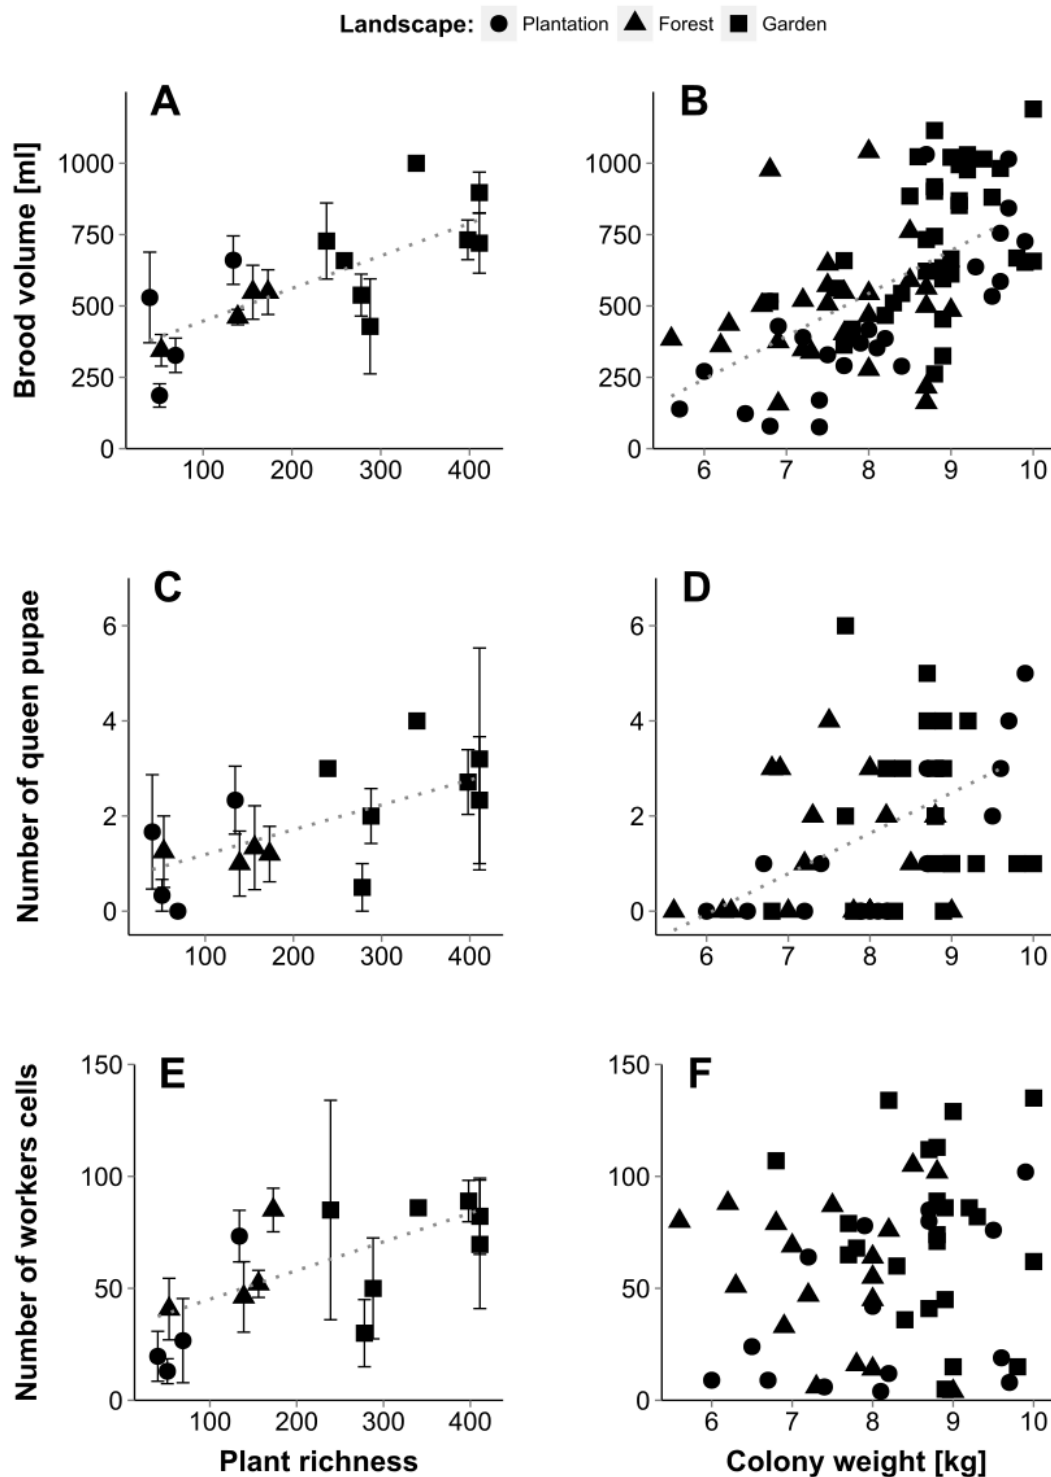 Landscape: Plantation Forest Garden
A
B
Brood volume [ml]
1000
750
500
250
0
100 200 300 400
1000
750
500
250
0
6 7 8 9 10
C
D
Number of queen pupae
6
4
2
0
100 200 300 400
6
4
2
0
6 7 8 9 10
E
F
Number of workers cells
150
100
50
0
100 200 300 400
Plant richness
150
100
50
0
6 7 8 9 10
Colony weight [kg]